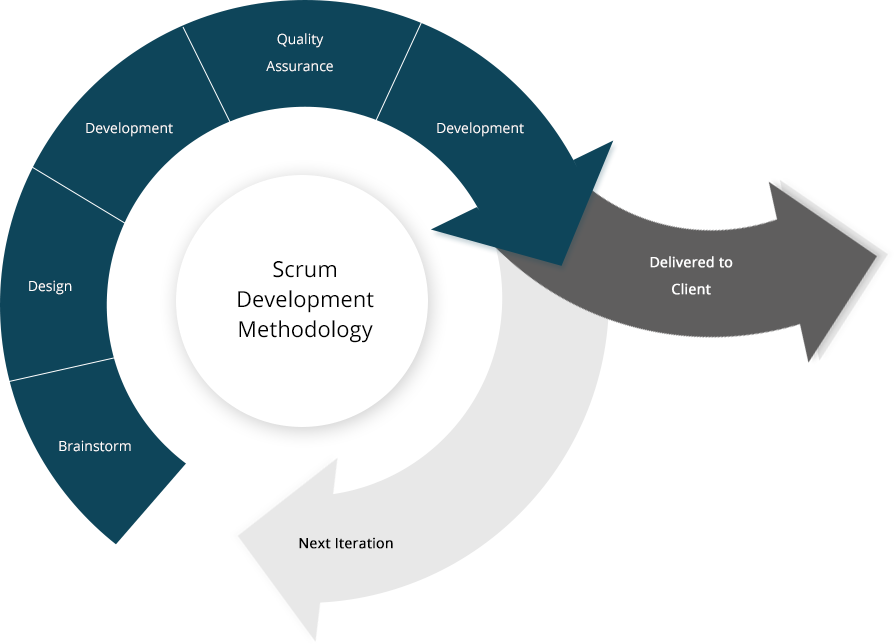 Quality
Assurance
Development
Development
Design
Brainstorm
Scrum
Development
Methodology
Delivered to
Client
Next Iteration